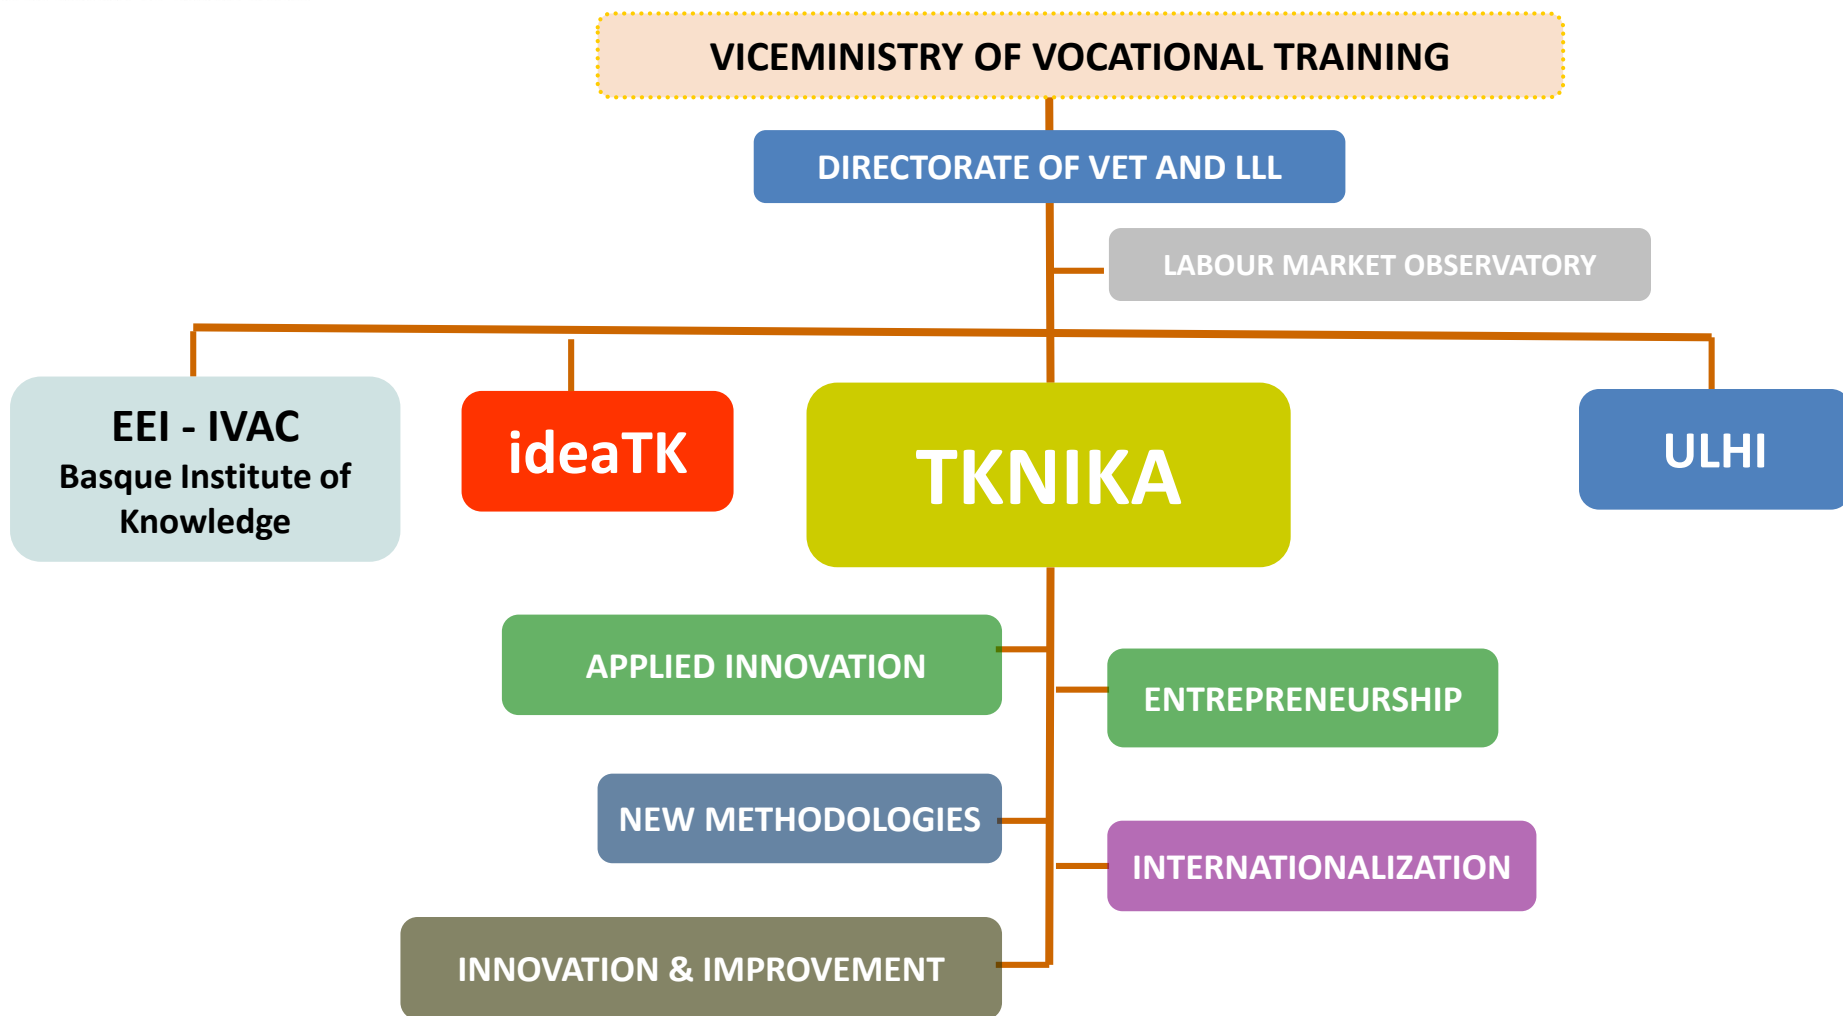 VICEMINISTRY OF VOCATIONAL TRAINING
DIRECTORATE OF VET AND LLL
LABOUR MARKET OBSERVATORY
EEI - IVAC
Basque Institute of
Knowledge
ideaTK
TKNIKA
ULHI
APPLIED INNOVATION
ENTREPRENEURSHIP
NEW METHODOLOGIES
INTERNATIONALIZATION
INNOVATION & IMPROVEMENT